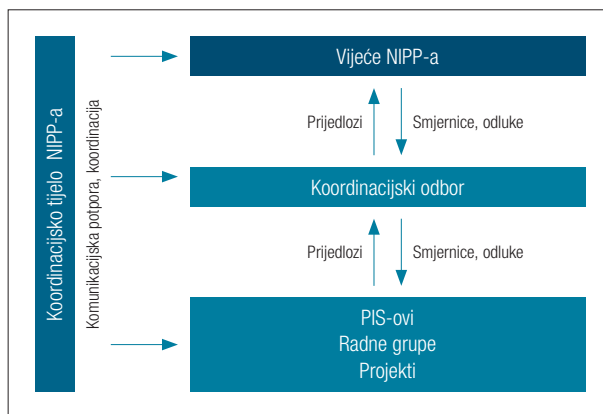 Koordinacijsko tijelo NIPP-a
Komunikacijska potpora, koordinacija
Vijeće NIPP-a
Prijedlozi
Smjernice, odluke
Koordinacijski odbor
Prijedlozi
Smjernice, odluke
PIS-ovi
Radne grupe
Projekti